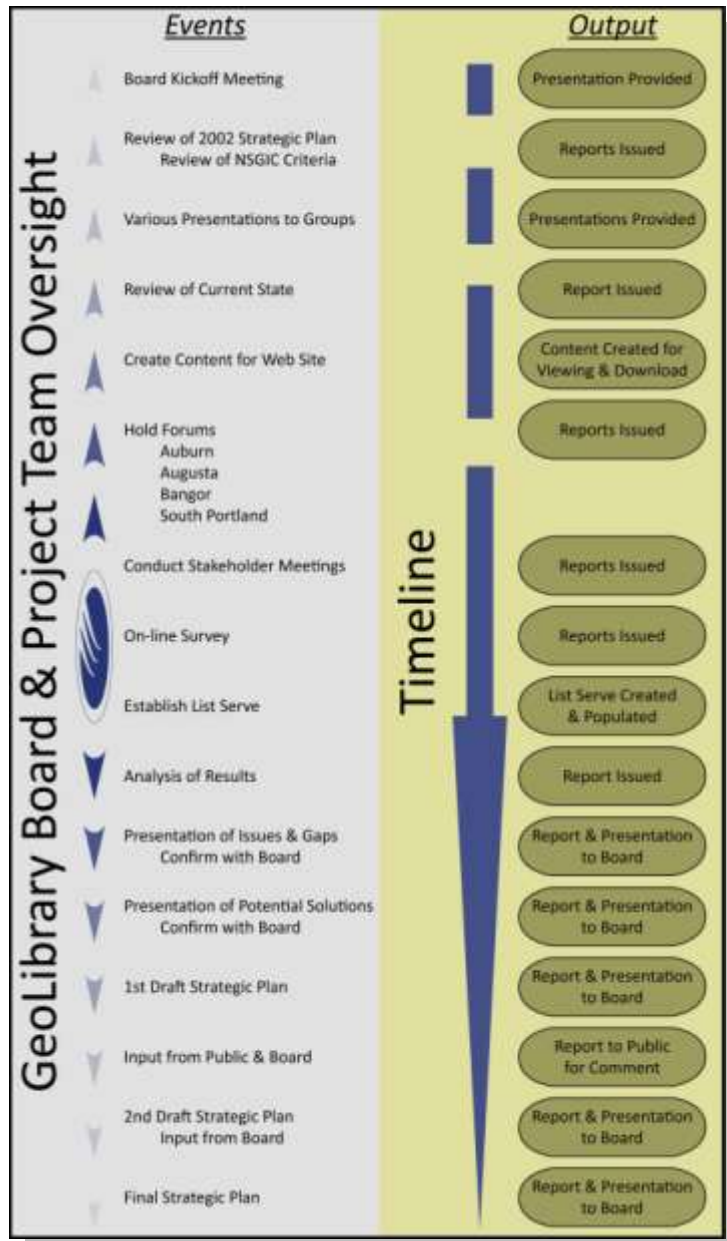 Events
Output
GeoLibrary Board & Project Team Oversight
Timeline
Board Kickoff Meeting
Presentation Provided
Review of 2002 Strategic Plan
Review of NSGIC Criteria
Reports Issued
Various Presentations to Groups
Presentations Provided
Review of Current State
Report Issued
Create Content for Web Site
Content Created for
Viewing & Download
Hold Forums
Auburn
Augusta
Bangor
South Portland
Reports Issued
Conduct Stakeholder Meetings
Reports Issued
On-line Survey
Reports Issued
Establish List Serve
List Serve Created
& Populated
Analysis of Results
Report Issued
Presentation of Issues & Gaps
Confirm with Board
Report & Presentation
to Board
Presentation of Potential Solutions
Confirm with Board
Report & Presentation
to Board
1st Draft Strategic Plan
Report & Presentation
to Board
Input from Public & Board
Report to Public
for Comment
2nd Draft Strategic Plan
Input from Board
Report & Presentation
to Board
Final Strategic Plan
Report & Presentation
to Board